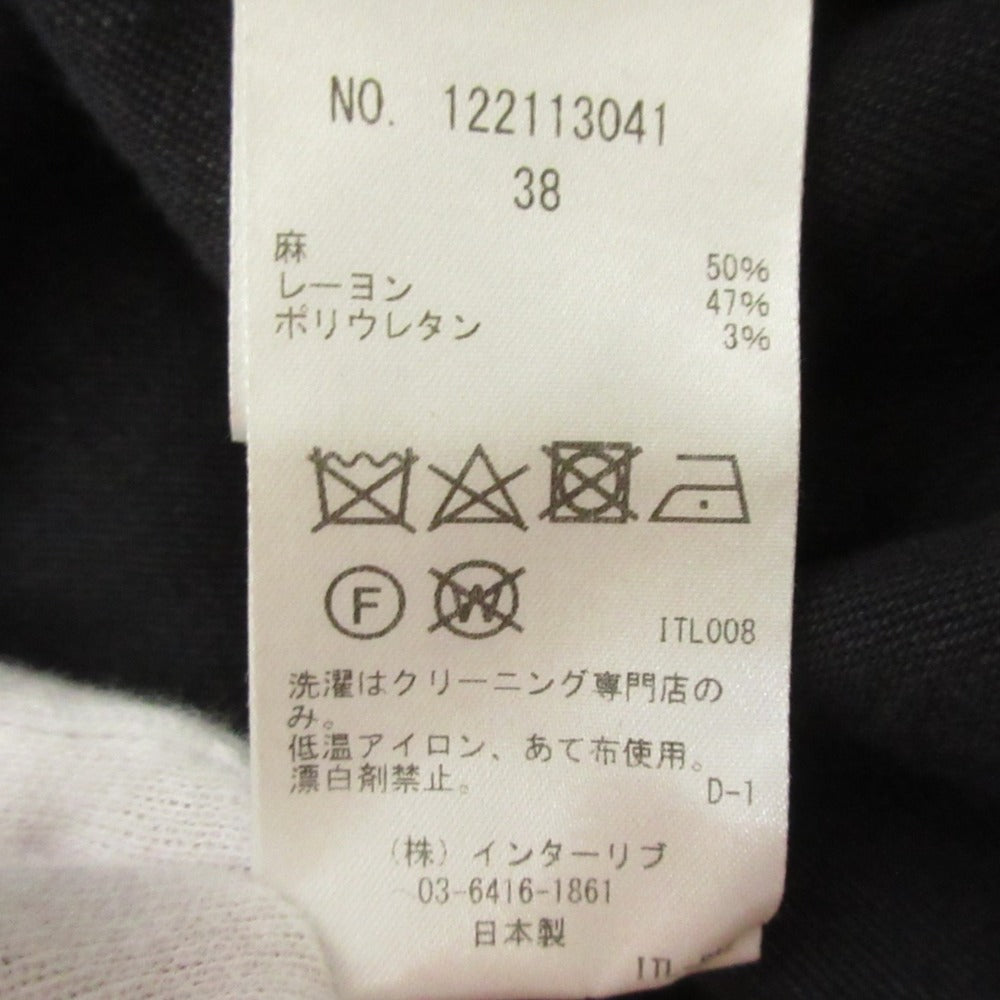 NO. 122113041
38
麻 50%
レーヨン 47%
ポリウレタン 3%
F W
ITL008
洗濯はクリーニング専門店の
み。
低温アイロン、あて布使用。
漂白剤禁止。
D-1
(株)インターリブ
03-6416-1861
日本製
ITL